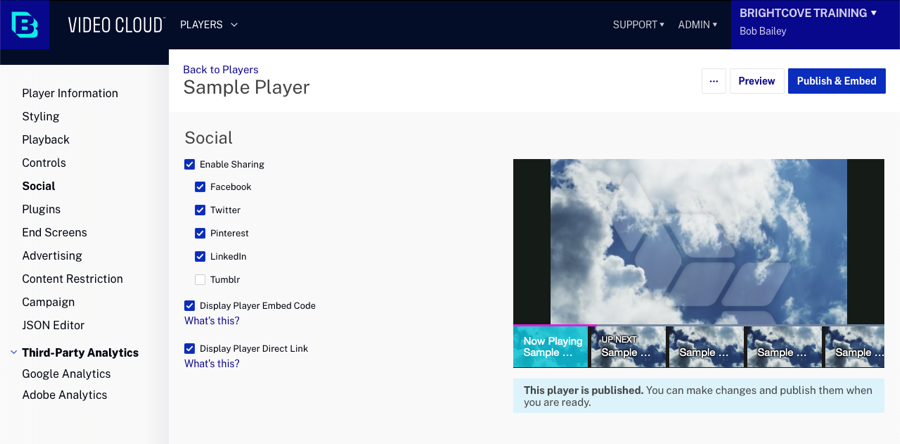 VIDEO CLOUD™
PLAYERS
SUPPORT ▾
ADMIN ▾
BRIGHTCOVE TRAINING ▾
Bob Bailey
Player Information
Styling
Playback
Controls
Social
Plugins
End Screens
Advertising
Content Restriction
Campaign
JSON Editor
Third-Party Analytics
Google Analytics
Adobe Analytics
Back to Players
Sample Player
...
Preview
Publish & Embed
Social
Enable Sharing
Facebook
Twitter
Pinterest
LinkedIn
Tumblr
Display Player Embed Code
What's this?
Display Player Direct Link
What's this?
Now Playing
Sample ...
UP NEXT
Sample ...
Sample ...
Sample ...
Sample ...
This player is published. You can make changes and publish them when
you are ready.